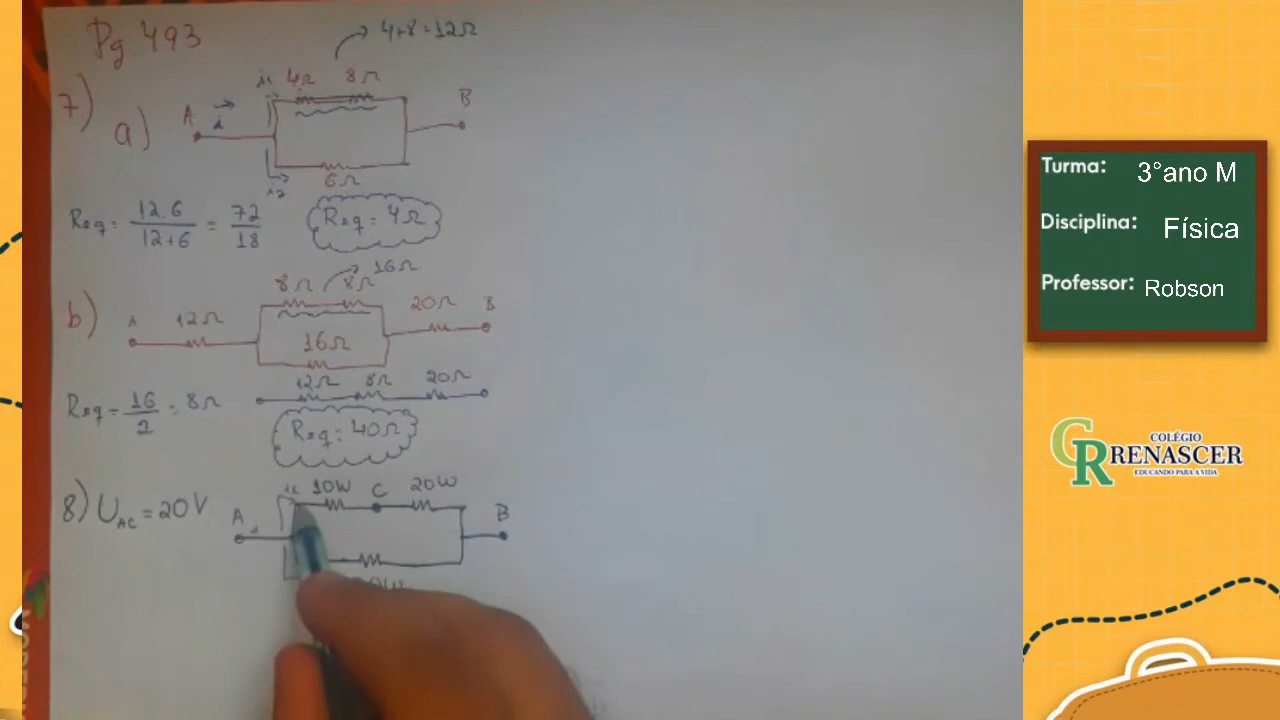 Pg 493
4+8=12Ω
7)
a)
A
i
i1
4Ω
8Ω
B
i2
6Ω
Req = 12.6 / 12+6 = 72 / 18
Req = 4Ω
b)
A
12Ω
8Ω
8Ω
16Ω
20Ω
B
16Ω
12Ω
8Ω
20Ω
Req = 16 / 2 = 8Ω
Req = 40Ω
8) UAC = 20V
A
10W
C
20W
B
Turma: 3°ano M
Disciplina: Física
Professor: Robson
CR
COLÉGIO
RENASCER
EDUCANDO PARA A VIDA